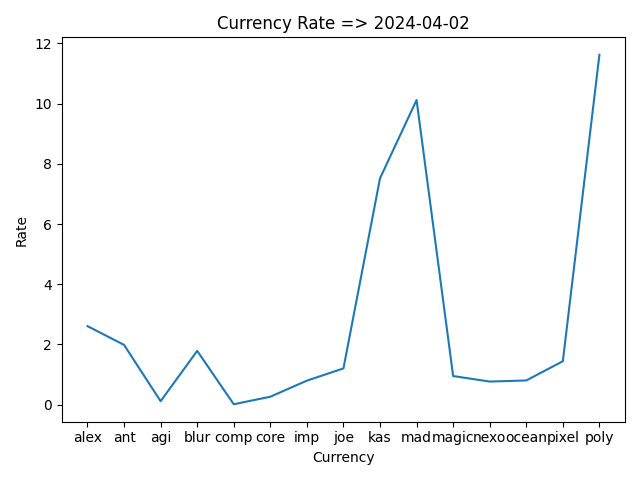 Currency Rate => 2024-04-02
12
10
8
6
4
2
0
Rate
alex ant agi blur comp core imp joe kas mad magic nexo ocean pixel poly
Currency